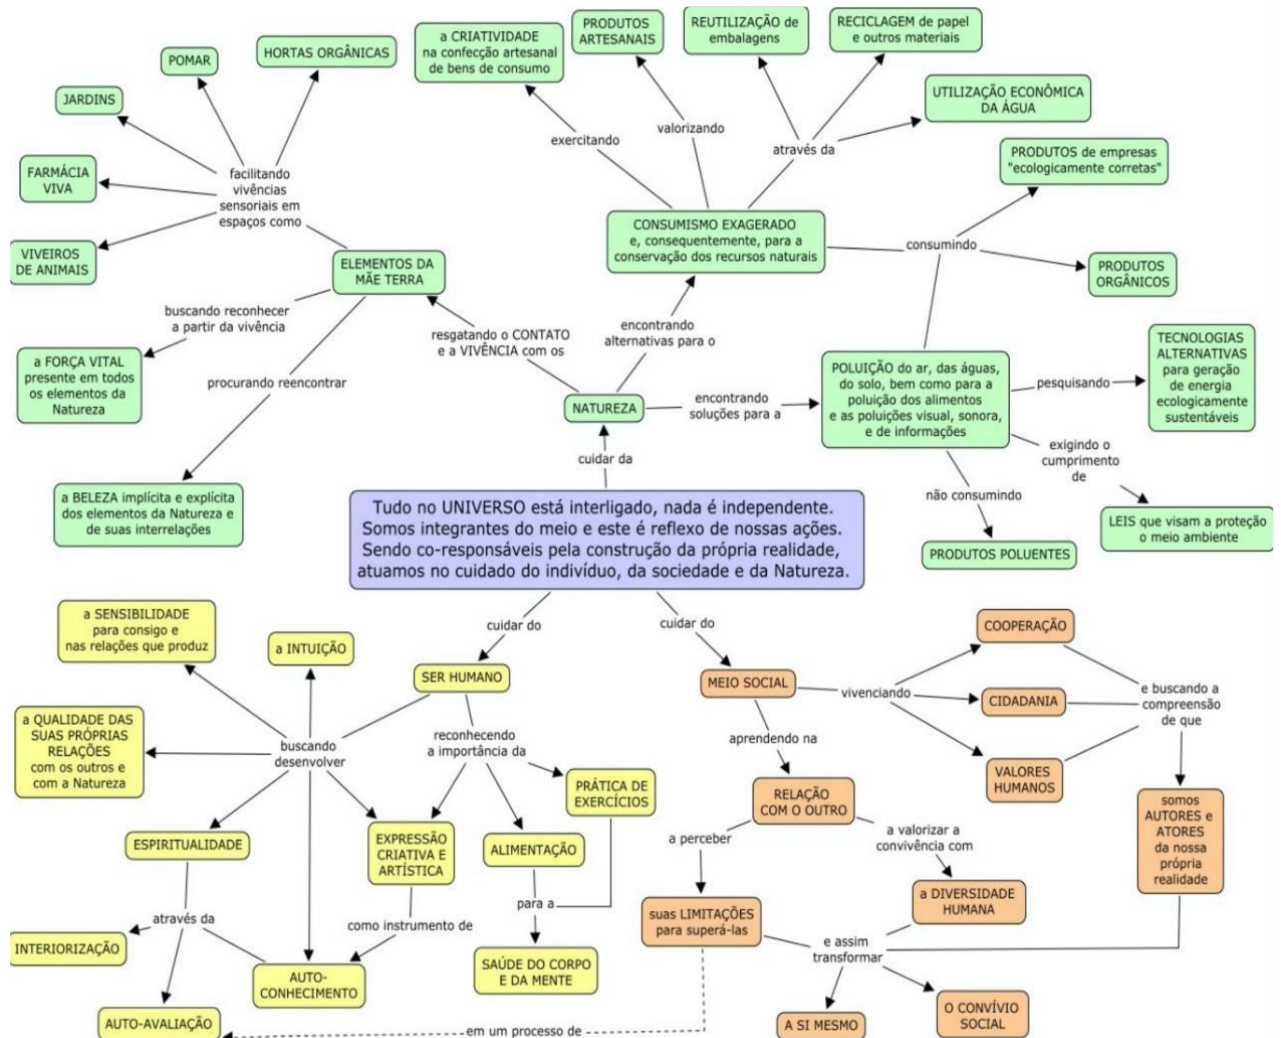 a CRIATIVIDADE
na confecção artesanal
de bens de consumo
PRODUTOS
ARTESANAIS
REUTILIZAÇÃO de
embalagens
RECICLAGEM de papel
e outros materiais
HORTAS ORGÂNICAS
POMAR
JARDINS
FARMÁCIA
VIVA
VIVEIROS
DE ANIMAIS
facilitando
vivências
sensoriais em
espaços como
exercitando
valorizando
através da
UTILIZAÇÃO ECONÔMICA
DA ÁGUA
PRODUTOS de empresas
"ecologicamente corretas"
CONSUMISMO EXAGERADO
e, consequentemente, para a
conservação dos recursos naturais
consumindo
PRODUTOS
ORGÂNICOS
ELEMENTOS DA
MÃE TERRA
buscando reconhecer
a partir da vivência
a FORÇA VITAL
presente em todos
os elementos da
Natureza
procurando reencontrar
a BELEZA implícita e explícita
dos elementos da Natureza e
de suas interrelações
resgatando o CONTATO
e a VIVÊNCIA com os
encontrando
alternativas para o
NATUREZA
encontrando
soluções para a
POLUIÇÃO do ar, das águas,
do solo, bem como para a
poluição dos alimentos
e as poluições visual, sonora,
e de informações
pesquisando
TECNOLOGIAS
ALTERNATIVAS
para geração
de energia
ecologicamente
sustentáveis
exigindo o
cumprimento
de
LEIS que visam a proteção
o meio ambiente
não consumindo
PRODUTOS POLUENTES
cuidar da
Tudo no UNIVERSO está interligado, nada é independente.
Somos integrantes do meio e este é reflexo de nossas ações.
Sendo co-responsáveis pela construção da própria realidade,
atuamos no cuidado do indivíduo, da sociedade e da Natureza.
cuidar do
SER HUMANO
a SENSIBILIDADE
para consigo e
nas relações que produz
a INTUIÇÃO
a QUALIDADE DAS
SUAS PRÓPRIAS
RELAÇÕES
com os outros e
com a Natureza
buscando
desenvolver
reconhecendo
a importância da
PRÁTICA DE
EXERCÍCIOS
ESPIRITUALIDADE
EXPRESSÃO
CRIATIVA E
ARTÍSTICA
ALIMENTAÇÃO
através da
como instrumento de
para a
INTERIORIZAÇÃO
AUTO-
CONHECIMENTO
SAÚDE DO CORPO
E DA MENTE
AUTO-AVALIAÇÃO
em um processo de
cuidar do
MEIO SOCIAL
vivenciando
COOPERAÇÃO
CIDADANIA
VALORES
HUMANOS
e buscando a
compreensão
de que
somos
AUTORES e
ATORES
da nossa
própria
realidade
aprendendo na
RELAÇÃO
COM O OUTRO
a perceber
a valorizar a
convivência com
suas LIMITAÇÕES
para superá-las
a DIVERSIDADE
HUMANA
e assim
transformar
A SI MESMO
O CONVÍVIO
SOCIAL